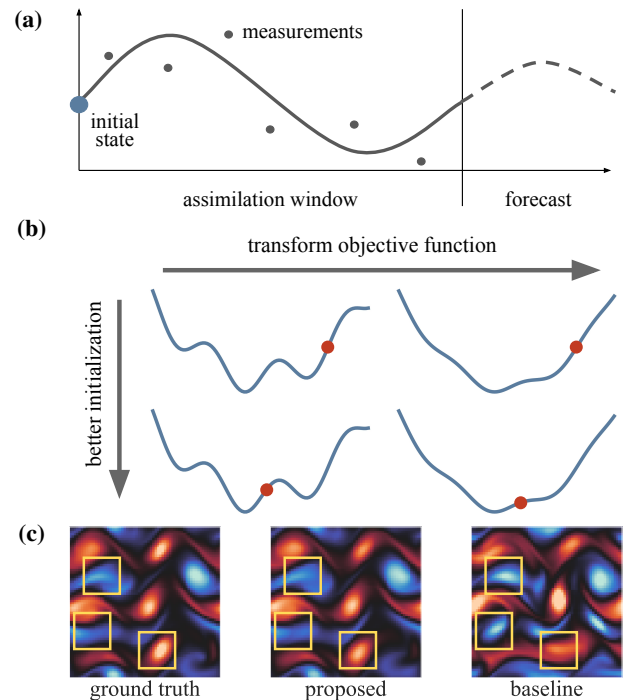 (a)
measurements
initial
state
assimilation window
forecast
(b)
transform objective function
better initialization
(c)
ground truth
proposed
baseline